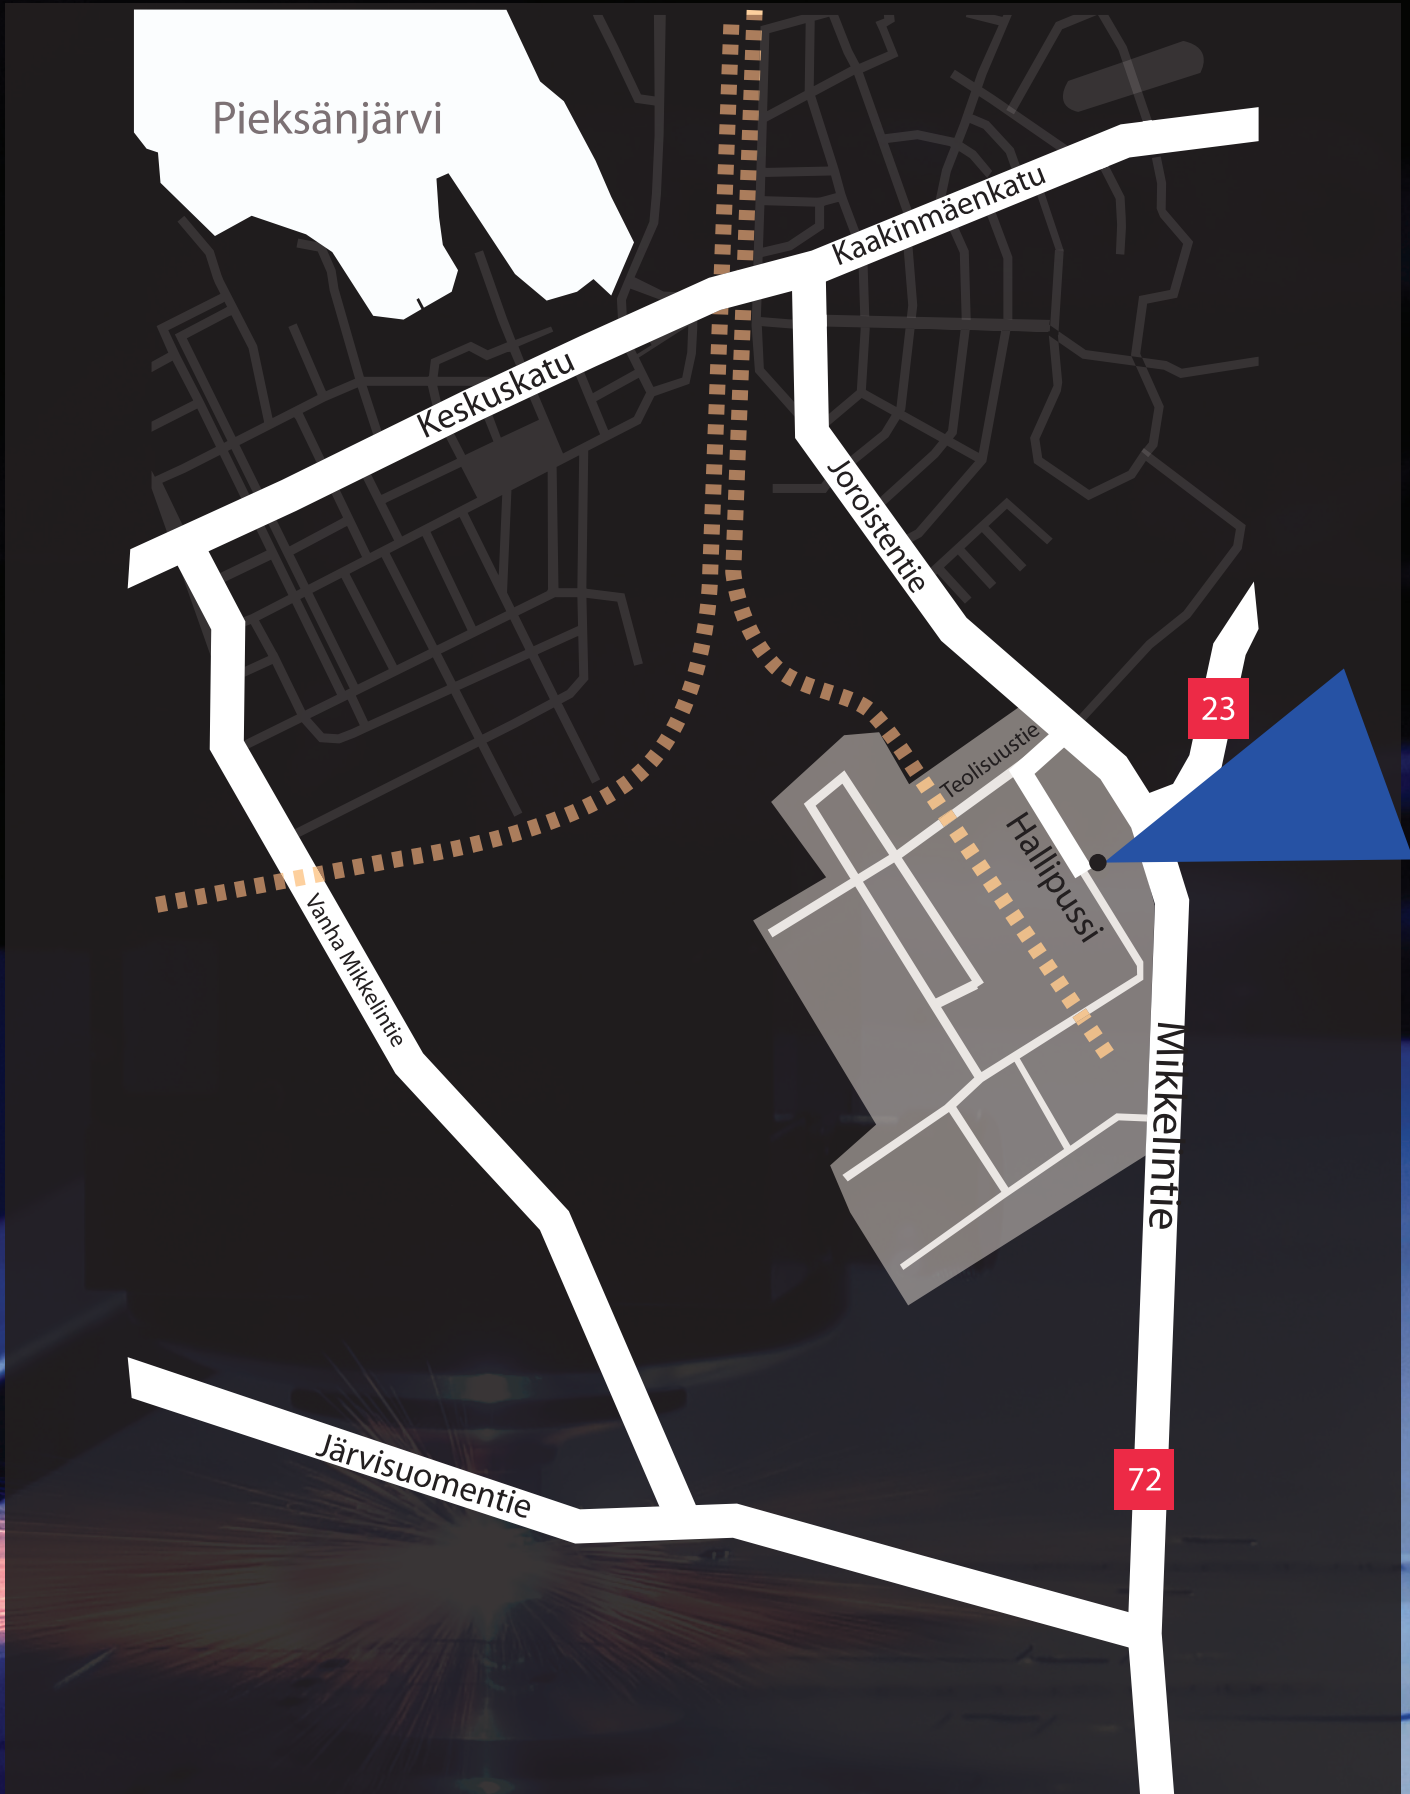 Pieksänjärvi
Kaakinmäenkatu
Keskuskatu
Joroistentie
23
Teolisuustie
Hallipussi
Vanha Mikkelintie
Mikkelintie
Järvisuomentie
72